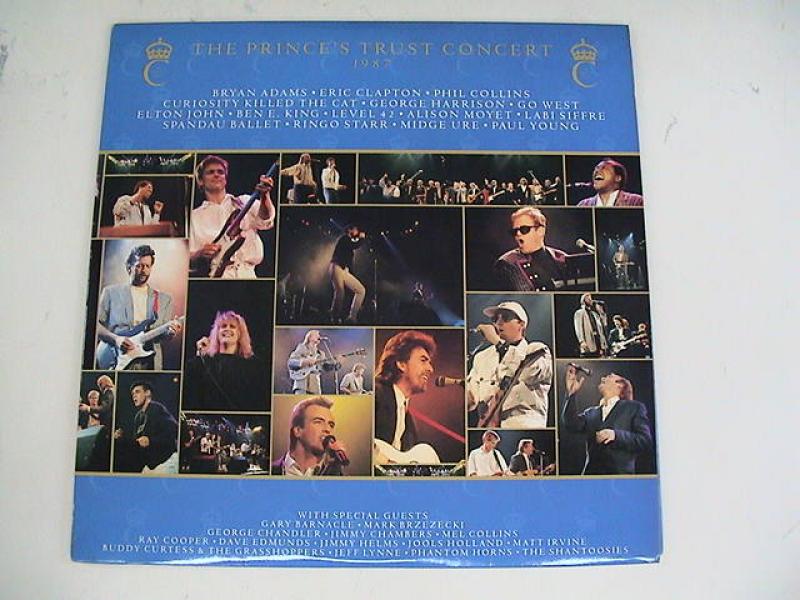 THE PRINCE'S TRUST CONCERT
1987
BRYAN ADAMS • ERIC CLAPTON • PHIL COLLINS
CURIOSITY KILLED THE CAT • GEORGE HARRISON • GO WEST
ELTON JOHN • BEN E. KING • LEVEL 42 • ALISON MOYET • LABI SIFFRE
SPANDAU BALLET • RINGO STARR • MIDGE URE • PAUL YOUNG
WITH SPECIAL GUESTS
GARY BARNACLE • MARK BRZEZECKI
GEORGE CHANDLER • JIMMY CHAMBERS • MEL COLLINS
RAY COOPER • DAVE EDMUNDS • JIMMY HELMS • JOOLS HOLLAND • MATT IRVINE
BUDDY CURTESS & THE GRASSHOPPERS • JEFF LYNNE • PHANTOM HORNS • THE SHANTOOSIES